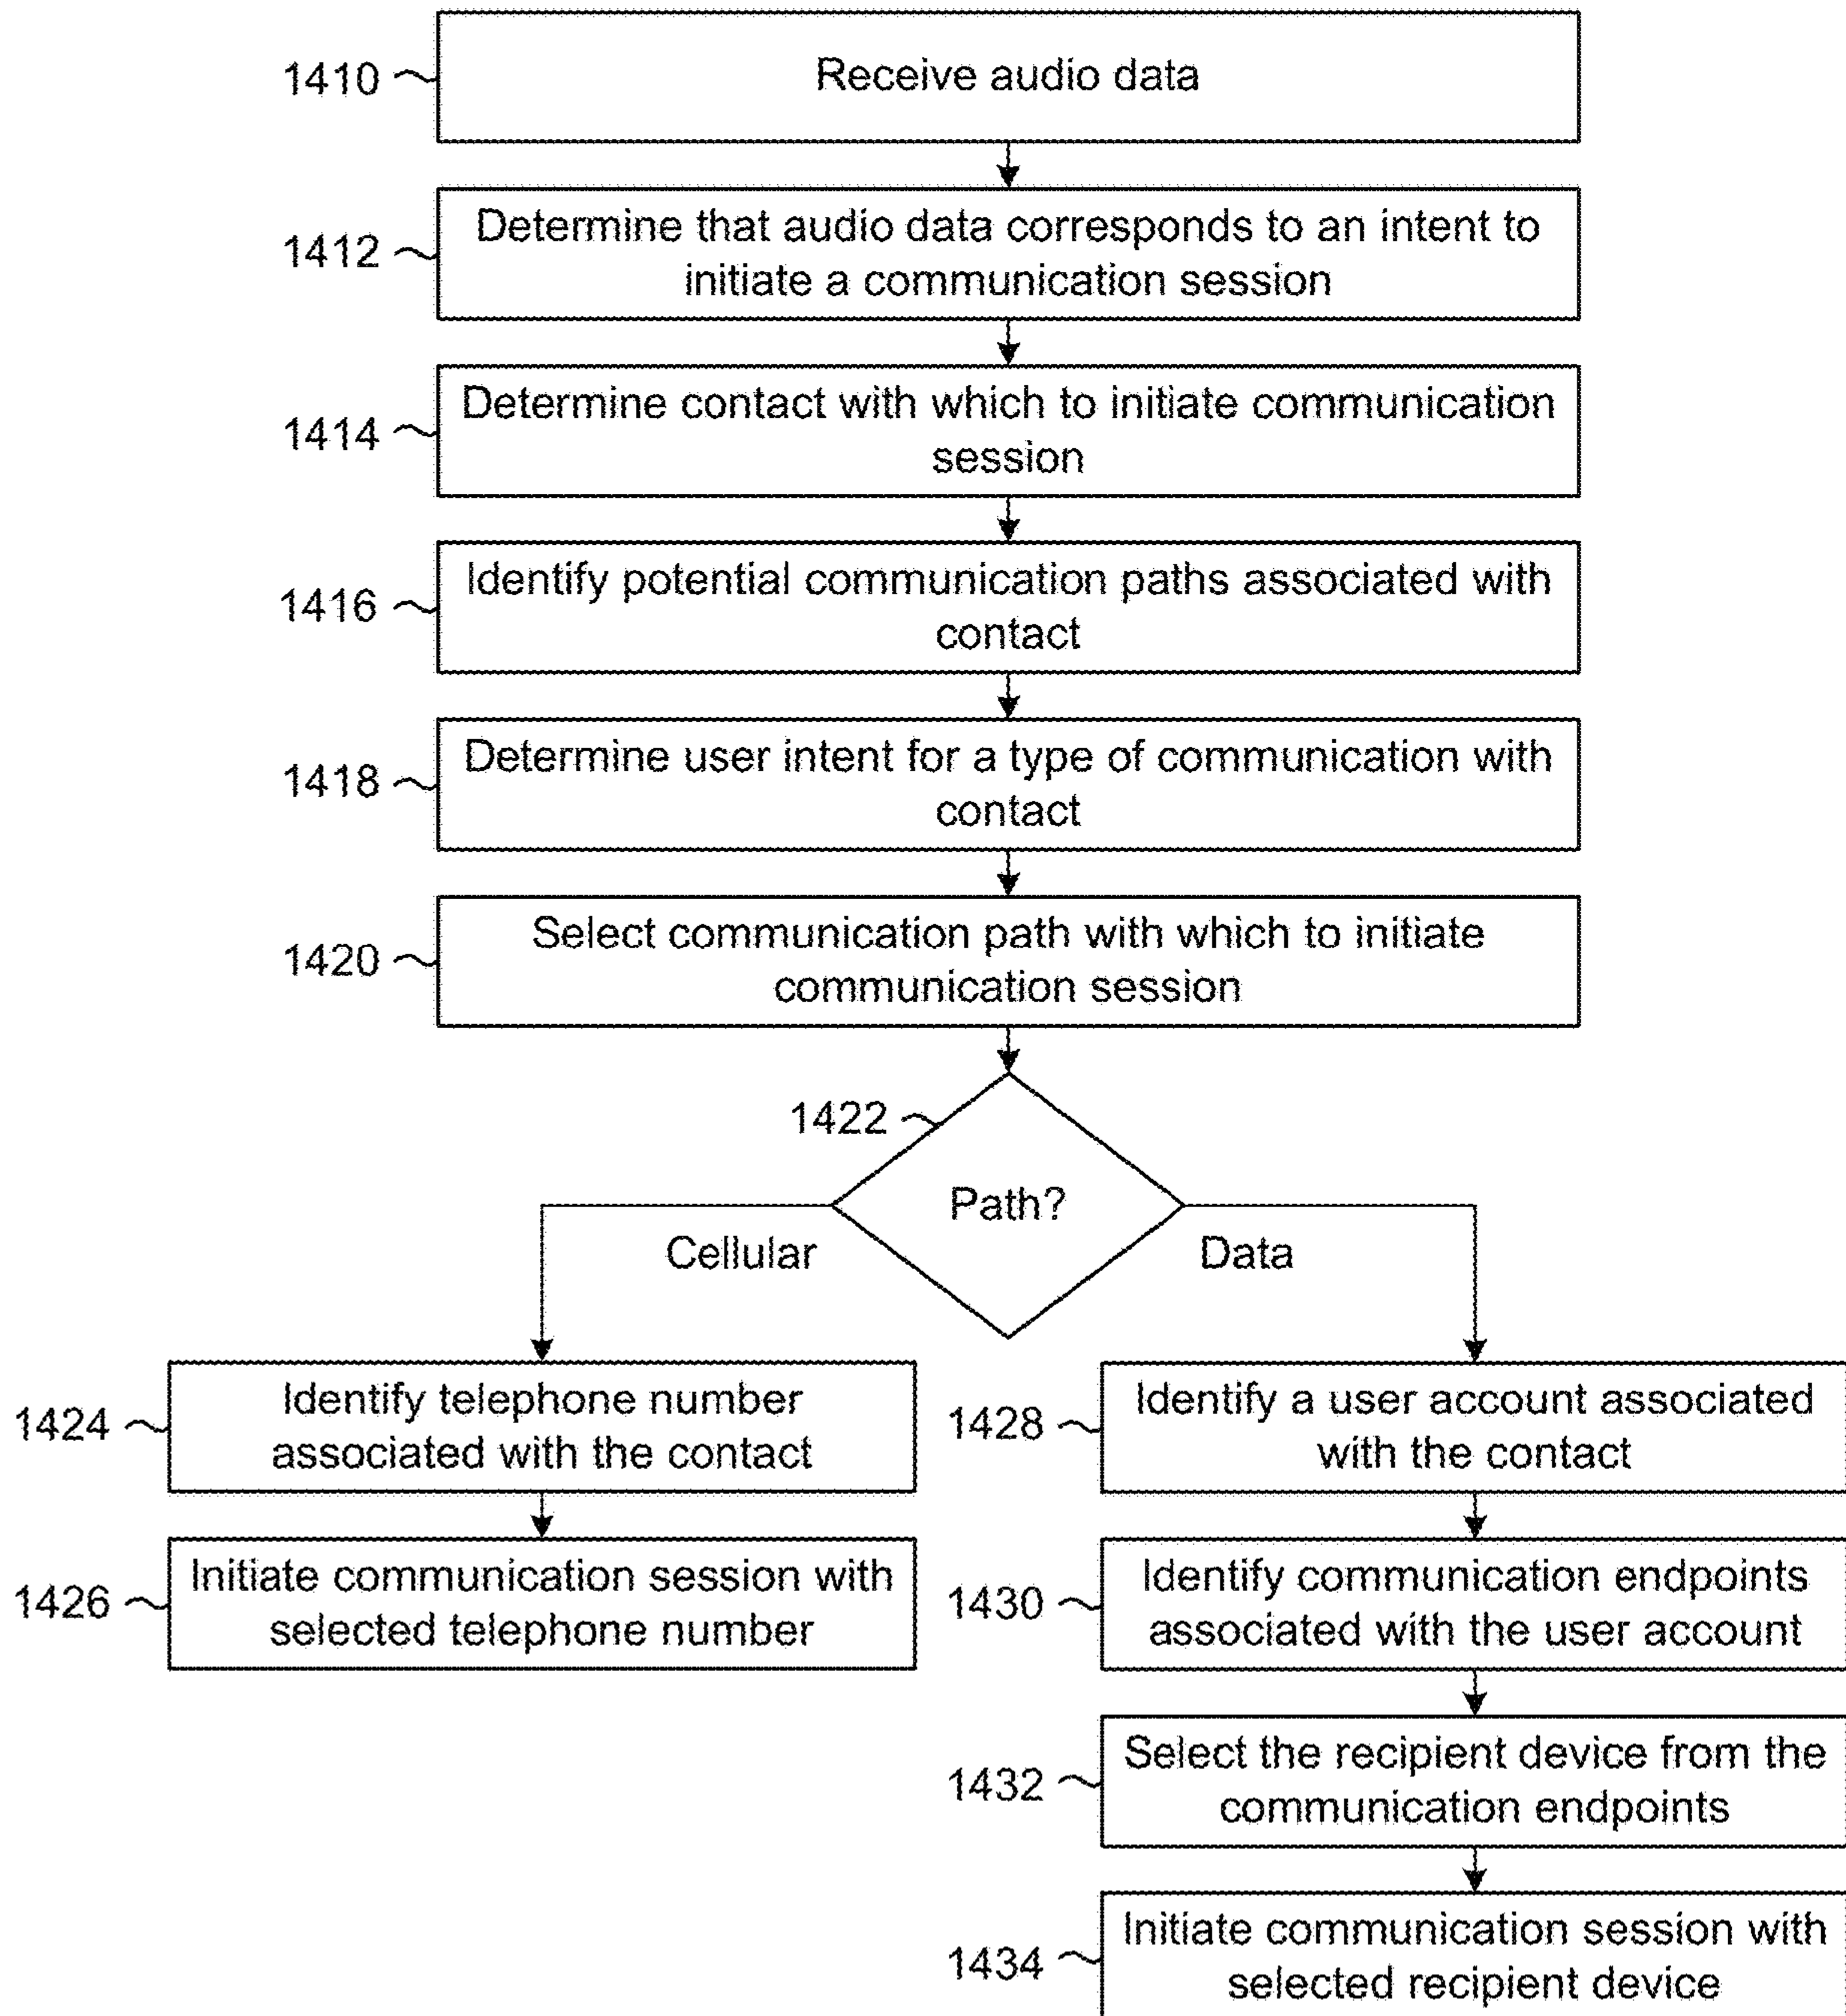 1410
Receive audio data
1412
Determine that audio data corresponds to an intent to
initiate a communication session
1414
Determine contact with which to initiate communication
session
1416
Identify potential communication paths associated with
contact
1418
Determine user intent for a type of communication with
contact
1420
Select communication path with which to initiate
communication session
1422
Path?
Cellular
Data
1424
Identify telephone number
associated with the contact
1426
Initiate communication session with
selected telephone number
1428
Identify a user account associated
with the contact
1430
Identify communication endpoints
associated with the user account
1432
Select the recipient device from the
communication endpoints
1434
Initiate communication session with
selected recipient device